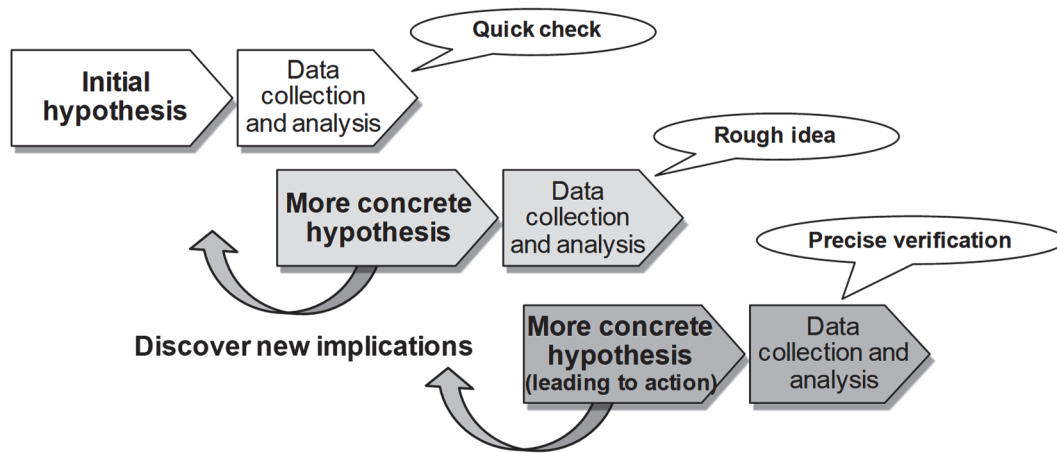 Quick check
Initial
hypothesis
Data
collection
and analysis
Rough idea
More concrete
hypothesis
Data
collection
and analysis
Precise verification
Discover new implications
More concrete
hypothesis
(leading to action)
Data
collection and
analysis